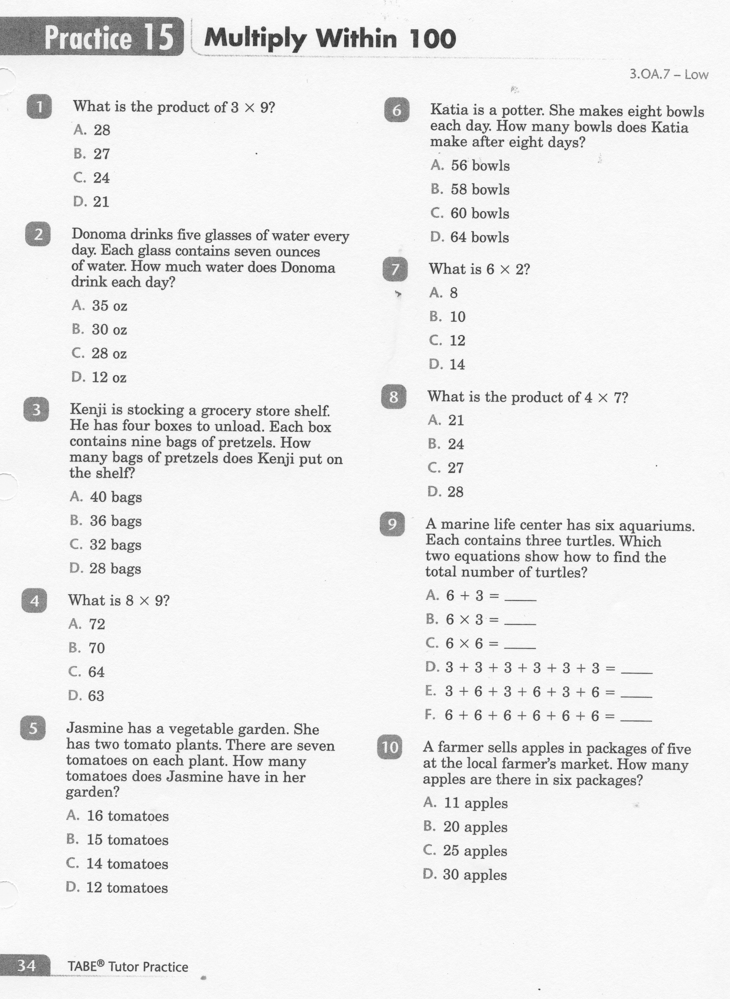 Practice 15
Multiply Within 100
3.OA.7 – Low
1
What is the product of 3 × 9?
A. 28
B. 27
C. 24
D. 21
2
Donoma drinks five glasses of water every
day. Each glass contains seven ounces
of water. How much water does Donoma
drink each day?
A. 35 oz
B. 30 oz
C. 28 oz
D. 12 oz
3
Kenji is stocking a grocery store shelf.
He has four boxes to unload. Each box
contains nine bags of pretzels. How
many bags of pretzels does Kenji put on
the shelf?
A. 40 bags
B. 36 bags
C. 32 bags
D. 28 bags
4
What is 8 × 9?
A. 72
B. 70
C. 64
D. 63
5
Jasmine has a vegetable garden. She
has two tomato plants. There are seven
tomatoes on each plant. How many
tomatoes does Jasmine have in her
garden?
A. 16 tomatoes
B. 15 tomatoes
C. 14 tomatoes
D. 12 tomatoes
6
Katia is a potter. She makes eight bowls
each day. How many bowls does Katia
make after eight days?
A. 56 bowls
B. 58 bowls
C. 60 bowls
D. 64 bowls
7
What is 6 × 2?
A. 8
B. 10
C. 12
D. 14
8
What is the product of 4 × 7?
A. 21
B. 24
C. 27
D. 28
9
A marine life center has six aquariums.
Each contains three turtles. Which
two equations show how to find the
total number of turtles?
A. 6 + 3 = ____
B. 6 × 3 = ____
C. 6 × 6 = ____
D. 3 + 3 + 3 + 3 + 3 + 3 = ____
E. 3 + 6 + 3 + 6 + 3 + 6 = ____
F. 6 + 6 + 6 + 6 + 6 + 6 = ____
10
A farmer sells apples in packages of five
at the local farmer's market. How many
apples are there in six packages?
A. 11 apples
B. 20 apples
C. 25 apples
D. 30 apples
34
TABE® Tutor Practice